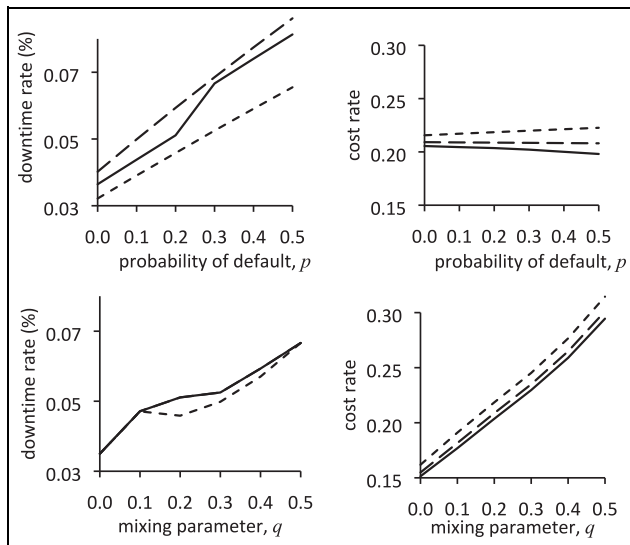 downtime rate (%)
0.07
0.05
0.03
0.0 0.1 0.2 0.3 0.4 0.5
probability of default, p
cost rate
0.30
0.25
0.20
0.15
0.0 0.1 0.2 0.3 0.4 0.5
probability of default, p
downtime rate (%)
0.07
0.05
0.03
0.0 0.1 0.2 0.3 0.4 0.5
mixing parameter, q
cost rate
0.30
0.25
0.20
0.15
0.0 0.1 0.2 0.3 0.4 0.5
mixing parameter, q